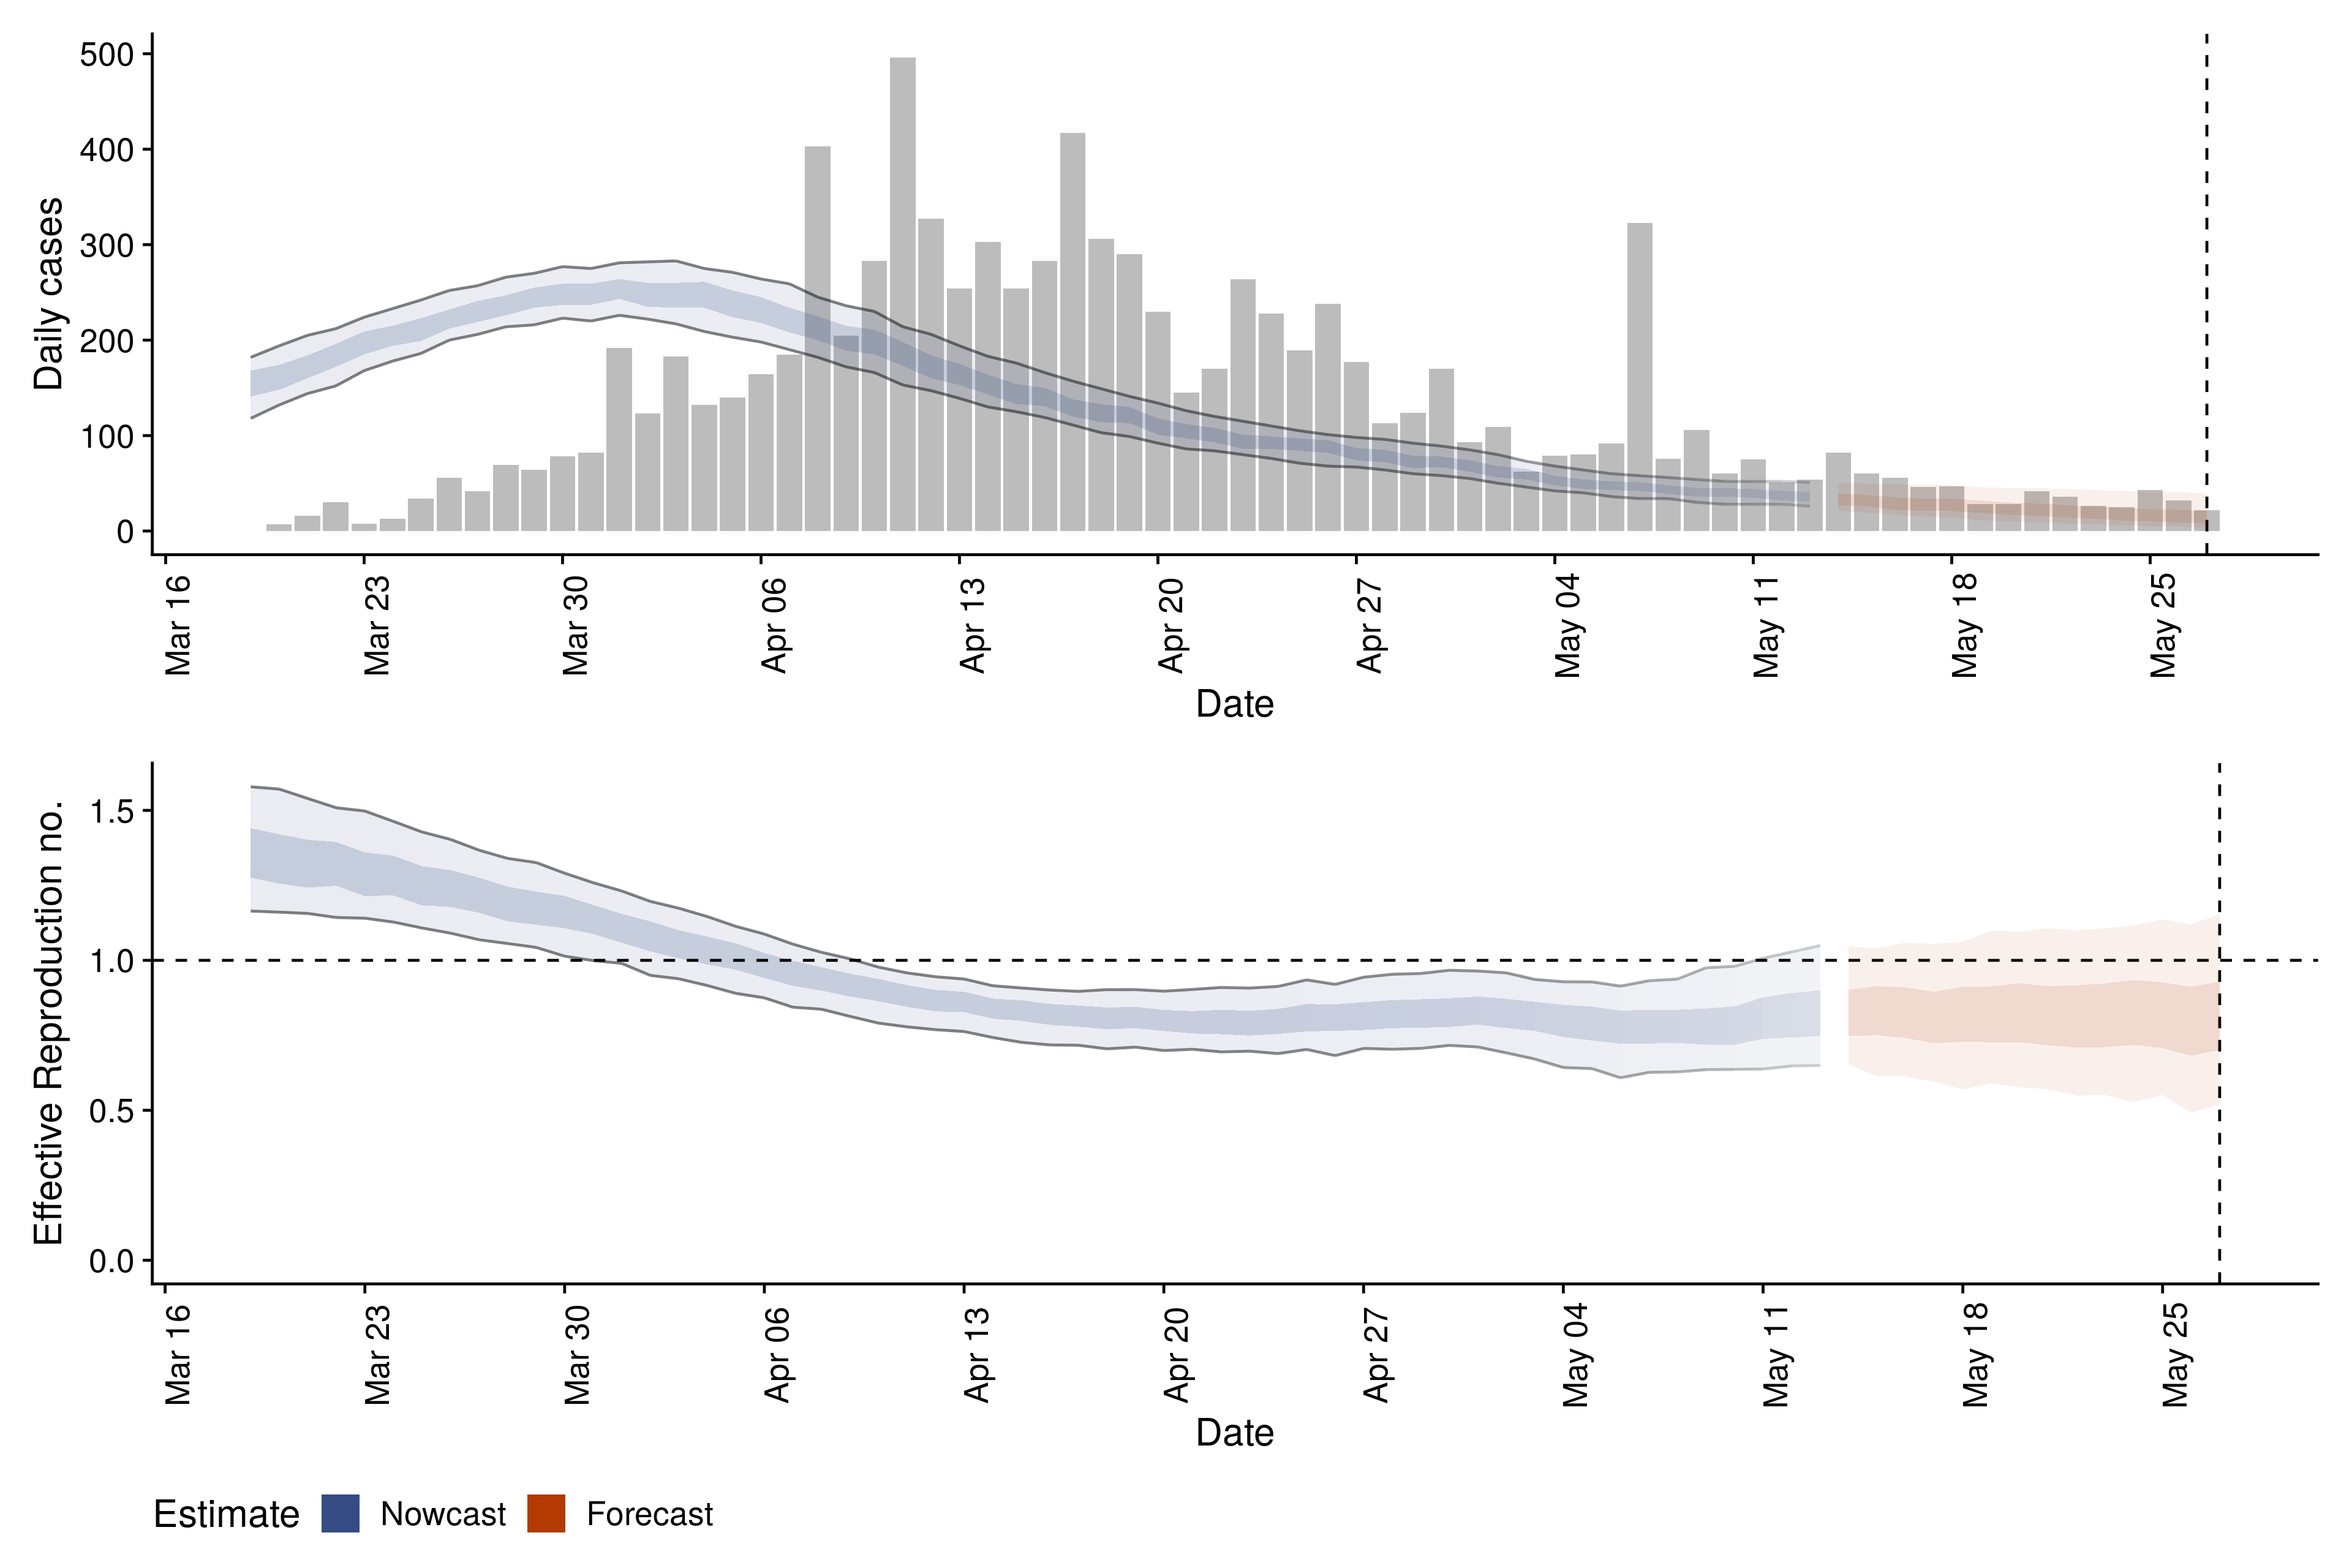 Daily cases
500
400
300
200
100
0
Mar 16
Mar 23
Mar 30
Apr 06
Apr 13
Apr 20
Apr 27
May 04
May 11
May 18
May 25
Date
Effective Reproduction no.
1.5
1.0
0.5
0.0
Mar 16
Mar 23
Mar 30
Apr 06
Apr 13
Apr 20
Apr 27
May 04
May 11
May 18
May 25
Date
Estimate Nowcast Forecast